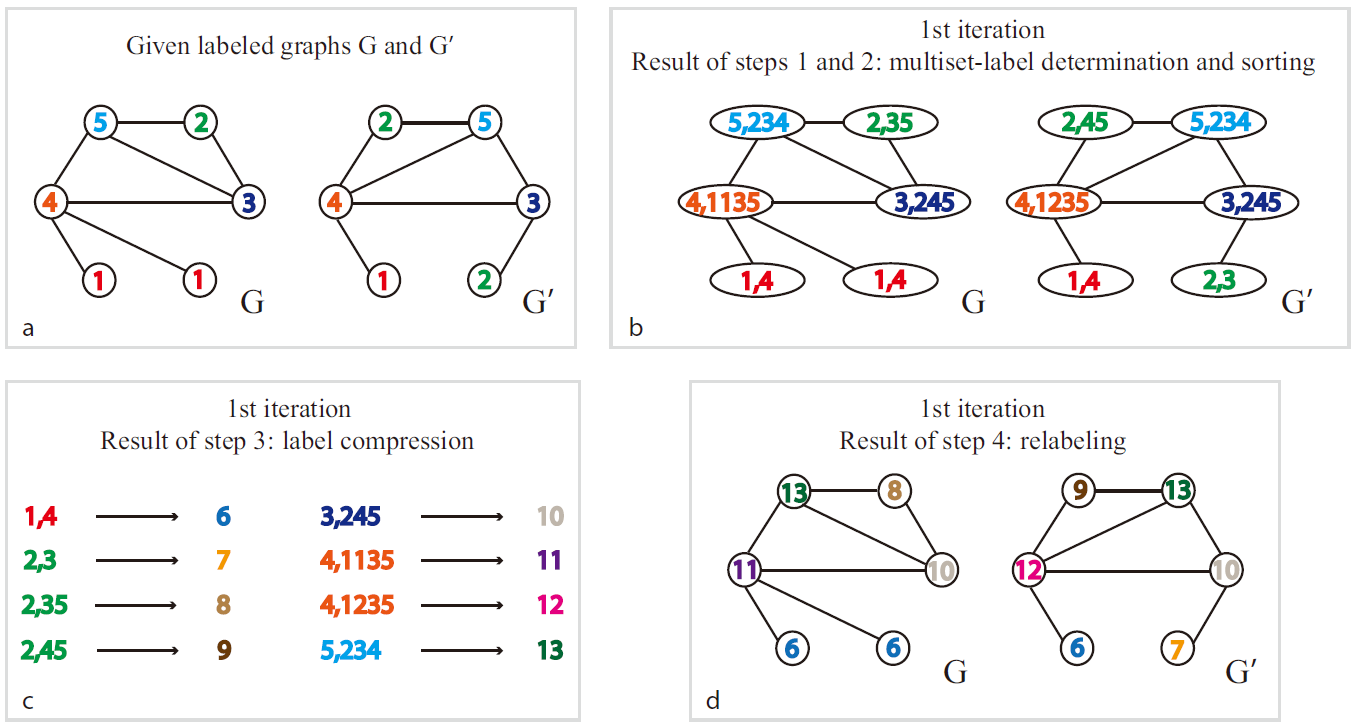 Given labeled graphs G and G′
5 2
4 3
1 1
G
2 5
4 3
1 2
G′
a
1st iteration
Result of steps 1 and 2: multiset-label determination and sorting
5,234 2,35
4,1135 3,245
1,4 1,4
G
2,45 5,234
4,1235 3,245
1,4 2,3
G′
b
1st iteration
Result of step 3: label compression
1,4 6 3,245 10
2,3 7 4,1135 11
2,35 8 4,1235 12
2,45 9 5,234 13
c
1st iteration
Result of step 4: relabeling
13 8
11 10
6 6
G
9 13
12 10
6 7
G′
d